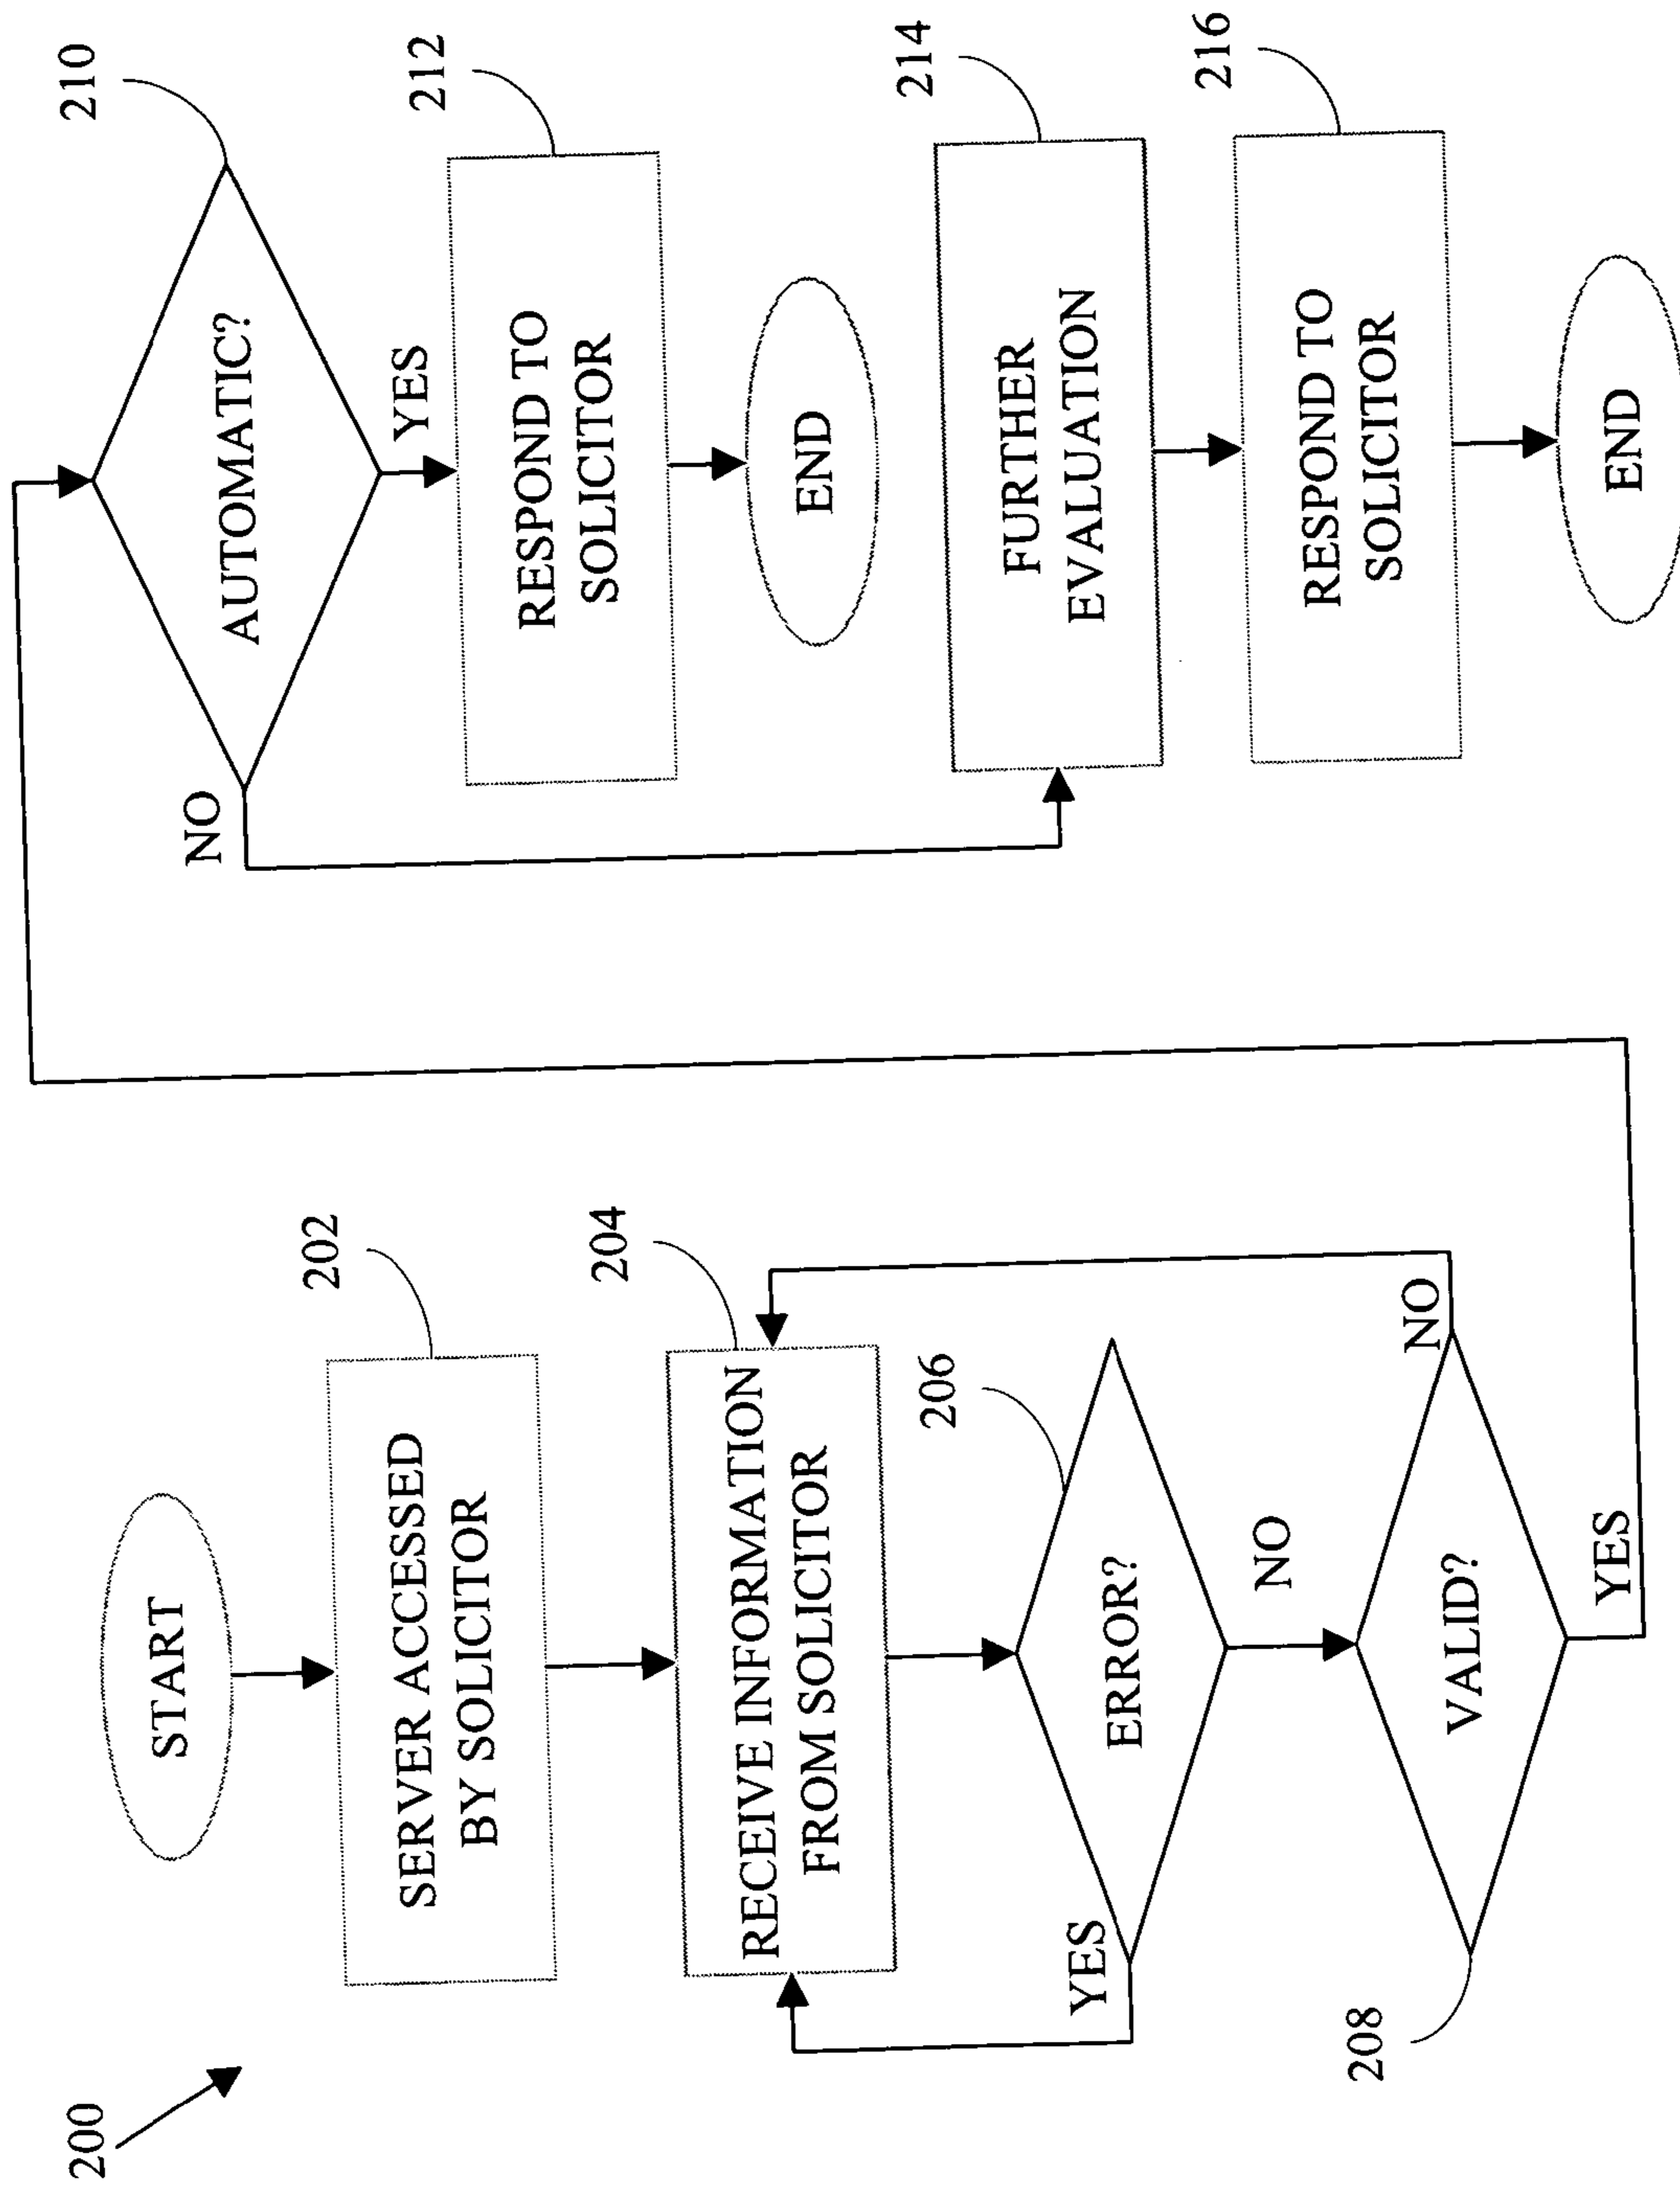 200
START
202
SERVER ACCESSED
BY SOLICITOR
204
RECEIVE INFORMATION
FROM SOLICITOR
206
ERROR?
YES
NO
208
VALID?
NO
YES
210
AUTOMATIC?
NO
YES
212
RESPOND TO
SOLICITOR
END
214
FURTHER
EVALUATION
216
RESPOND TO
SOLICITOR
END